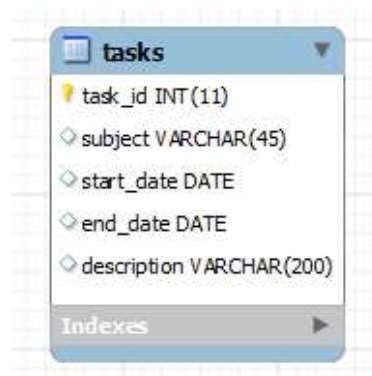 tasks
task_id INT(11)
subject VARCHAR(45)
start_date DATE
end_date DATE
description VARCHAR(200)
Indexes